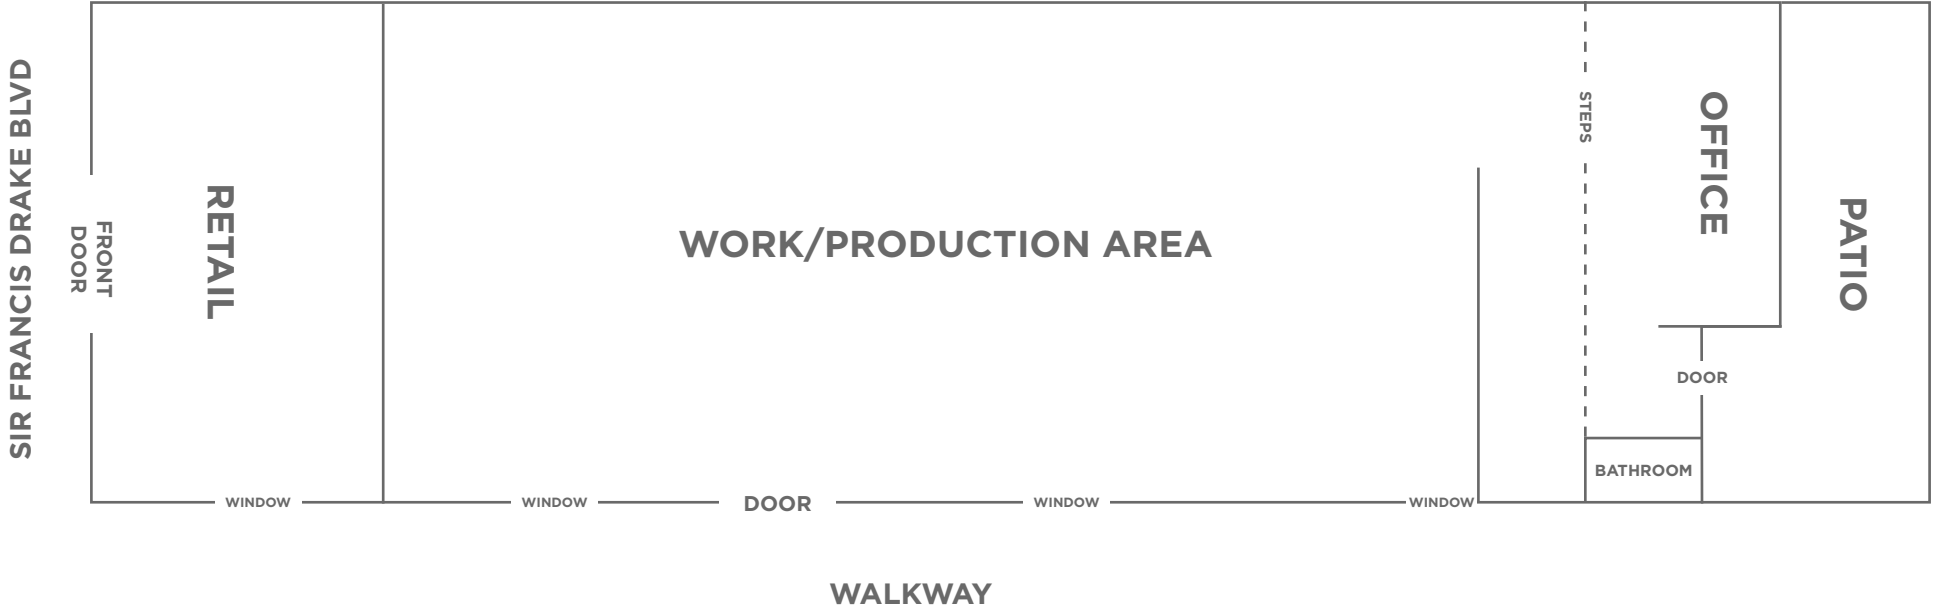 SIR FRANCIS DRAKE BLVD
FRONT
DOOR
RETAIL
WORK/PRODUCTION AREA
STEPS
OFFICE
PATIO
DOOR
BATHROOM
WINDOW
WINDOW
DOOR
WINDOW
WINDOW
WALKWAY